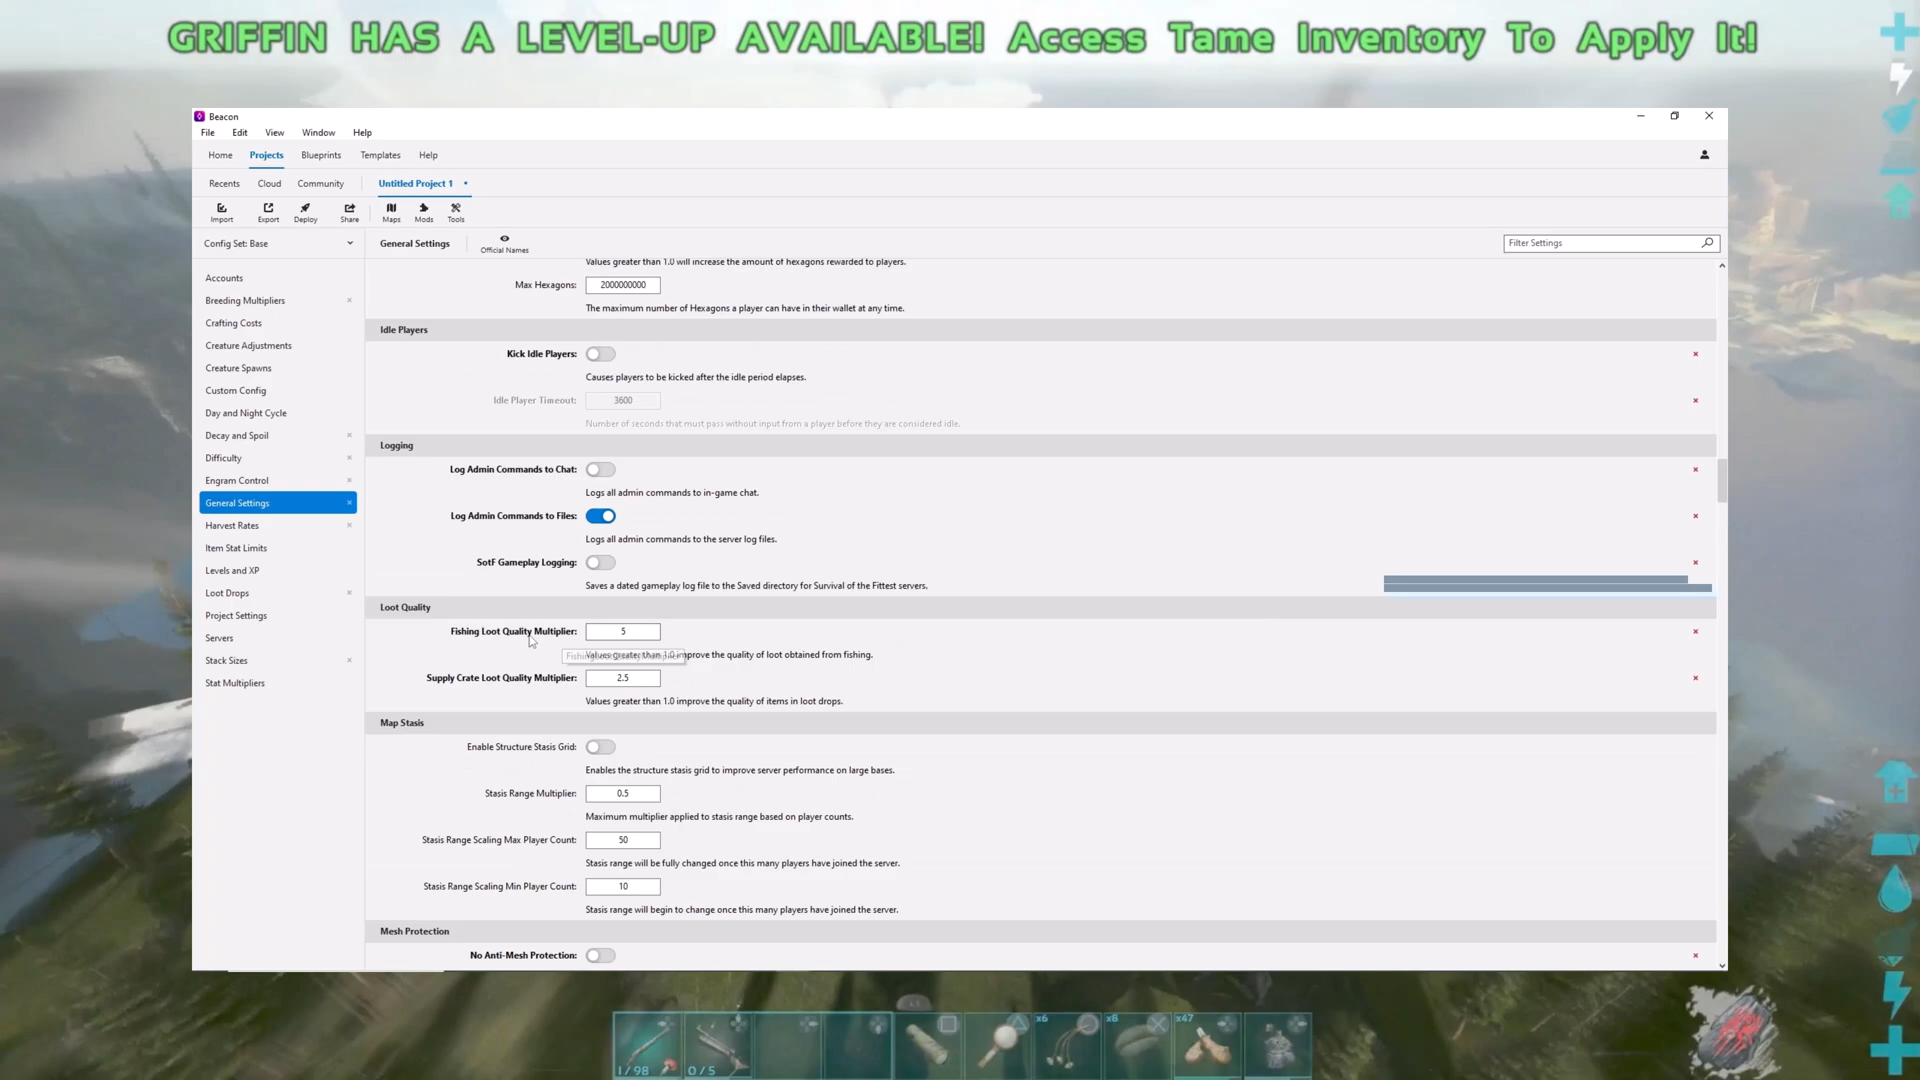 GRIFFIN HAS A LEVEL-UP AVAILABLE! Access Tame Inventory To Apply It!
Beacon
File Edit View Window Help
Home Projects Blueprints Templates Help
Recents Cloud Community Untitled Project 1 •
Import Export Deploy Share Maps Mods Tools
Config Set: Base
General Settings
Official Names
Filter Settings
Accounts
Breeding Multipliers
Crafting Costs
Creature Adjustments
Creature Spawns
Custom Config
Day and Night Cycle
Decay and Spoil
Difficulty
Engram Control
General Settings
Harvest Rates
Item Stat Limits
Levels and XP
Loot Drops
Project Settings
Servers
Stack Sizes
Stat Multipliers
Values greater than 1.0 will increase the amount of hexagons rewarded to players.
Max Hexagons: 2000000000
The maximum number of Hexagons a player can have in their wallet at any time.
Idle Players
Kick Idle Players:
Causes players to be kicked after the idle period elapses.
Idle Player Timeout: 3600
Number of seconds that must pass without input from a player before they are considered idle.
Logging
Log Admin Commands to Chat:
Logs all admin commands to in-game chat.
Log Admin Commands to Files:
Logs all admin commands to the server log files.
SotF Gameplay Logging:
Saves a dated gameplay log file to the Saved directory for Survival of the Fittest servers.
Loot Quality
Fishing Loot Quality Multiplier: 5
Values greater than 1.0 improve the quality of loot obtained from fishing.
Supply Crate Loot Quality Multiplier: 2.5
Values greater than 1.0 improve the quality of items in loot drops.
Map Stasis
Enable Structure Stasis Grid:
Enables the structure stasis grid to improve server performance on large bases.
Stasis Range Multiplier: 0.5
Maximum multiplier applied to stasis range based on player counts.
Stasis Range Scaling Max Player Count: 50
Stasis range will be fully changed once this many players have joined the server.
Stasis Range Scaling Min Player Count: 10
Stasis range will begin to change once this many players have joined the server.
Mesh Protection
No Anti-Mesh Protection:
x6 x8 x47
1/98 0/5